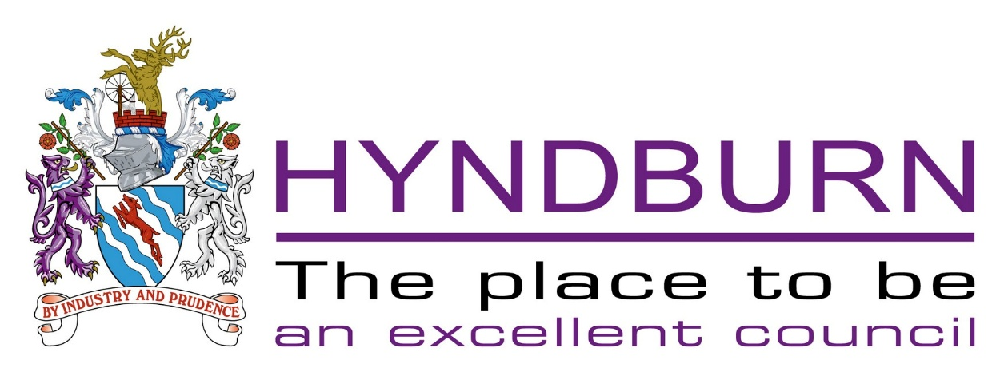 HYNDBURN
The place to be
an excellent council
BY INDUSTRY AND PRUDENCE